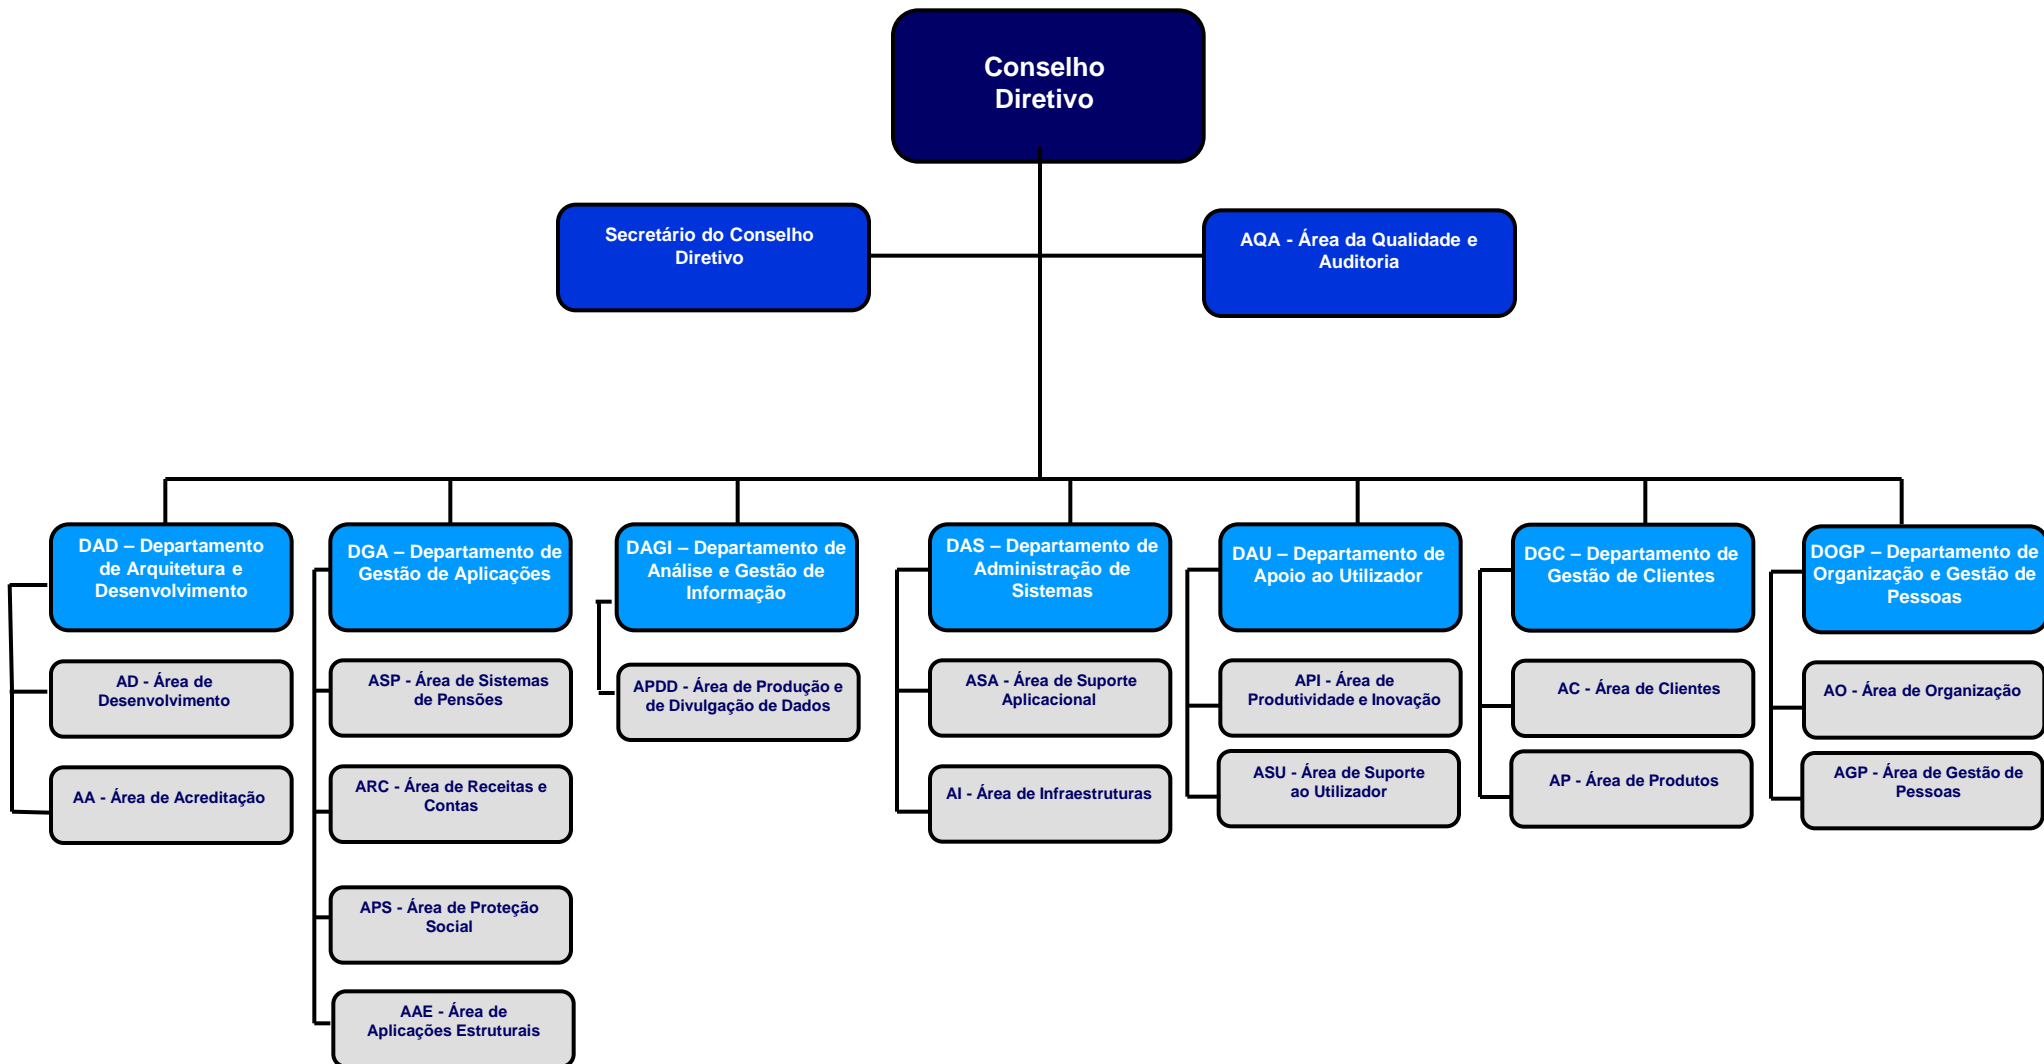 Conselho
Diretivo
Secretário do Conselho
Diretivo
AQA - Área da Qualidade e
Auditoria
DAD – Departamento
de Arquitetura e
Desenvolvimento
AD - Área de
Desenvolvimento
AA - Área de Acreditação
DGA – Departamento de
Gestão de Aplicações
ASP - Área de Sistemas
de Pensões
ARC - Área de Receitas e
Contas
APS - Área de Proteção
Social
AAE - Área de
Aplicações Estruturais
DAGI – Departamento de
Análise e Gestão de
Informação
APDD - Área de Produção e
de Divulgação de Dados
DAS – Departamento de
Administração de
Sistemas
ASA - Área de Suporte
Aplicacional
AI - Área de Infraestruturas
DAU – Departamento de
Apoio ao Utilizador
API - Área de
Produtividade e Inovação
ASU - Área de Suporte
ao Utilizador
DGC – Departamento de
Gestão de Clientes
AC - Área de Clientes
AP - Área de Produtos
DOGP – Departamento de
Organização e Gestão de
Pessoas
AO - Área de Organização
AGP - Área de Gestão de
Pessoas